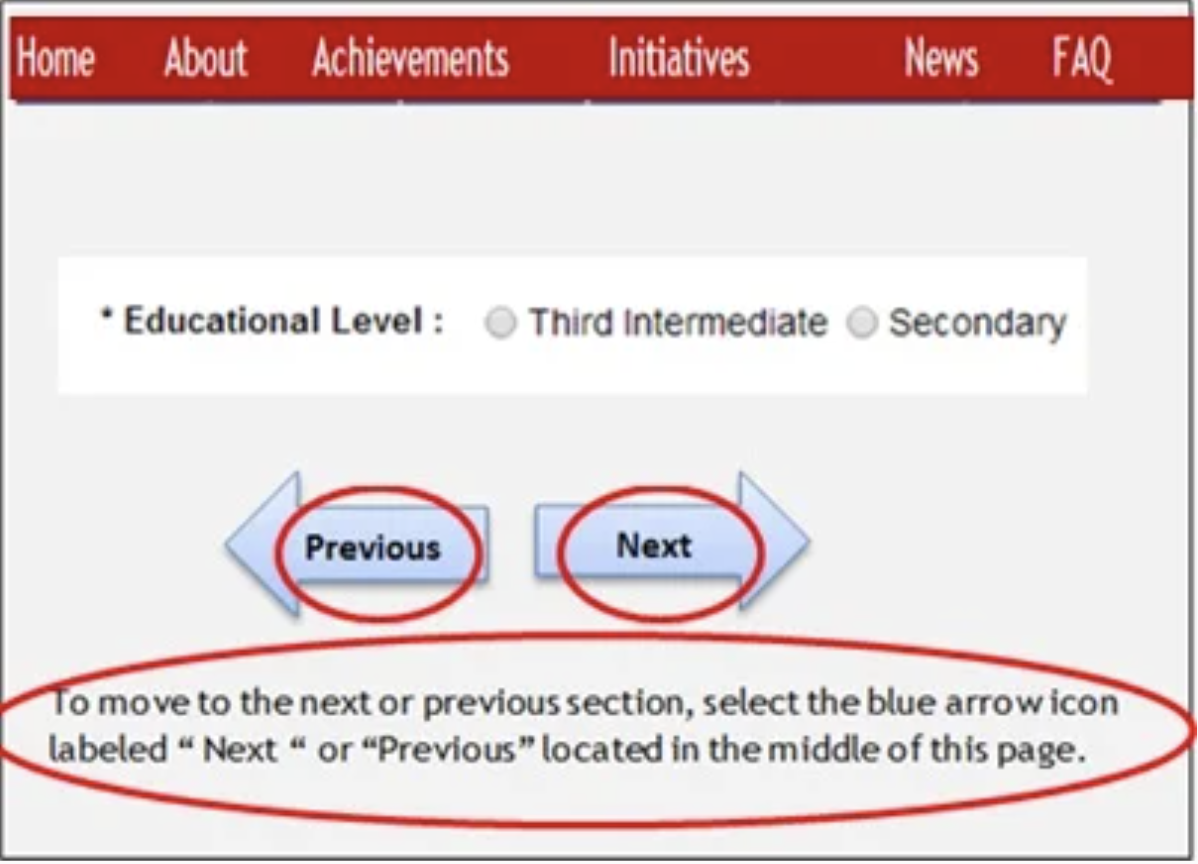 Home About Achievements Initiatives News FAQ
* Educational Level : Third Intermediate Secondary
Previous Next
To move to the next or previous section, select the blue arrow icon
labeled “ Next “ or “Previous” located in the middle of this page.